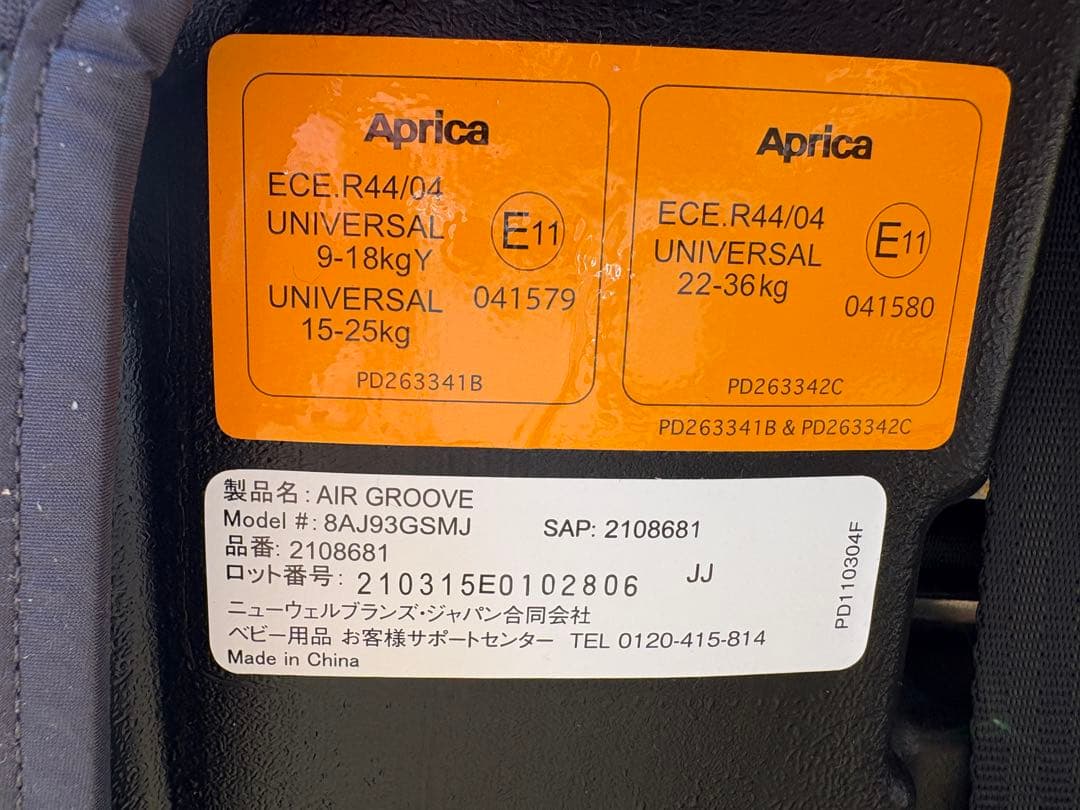 Aprica
ECE.R44/04
UNIVERSAL
9-18kgY
E11
UNIVERSAL
041579
15-25kg
PD263341B
Aprica
ECE.R44/04
UNIVERSAL
22-36kg
E11
041580
PD263342C
PD263341B & PD263342C
製品名: AIR GROOVE
Model #: 8AJ93GSMJ SAP: 2108681
品番: 2108681
ロット番号: 210315E0102806 JJ
ニューウェルブランズ・ジャパン合同会社
ベビー用品 お客様サポートセンター TEL 0120-415-814
Made in China
PD110304F